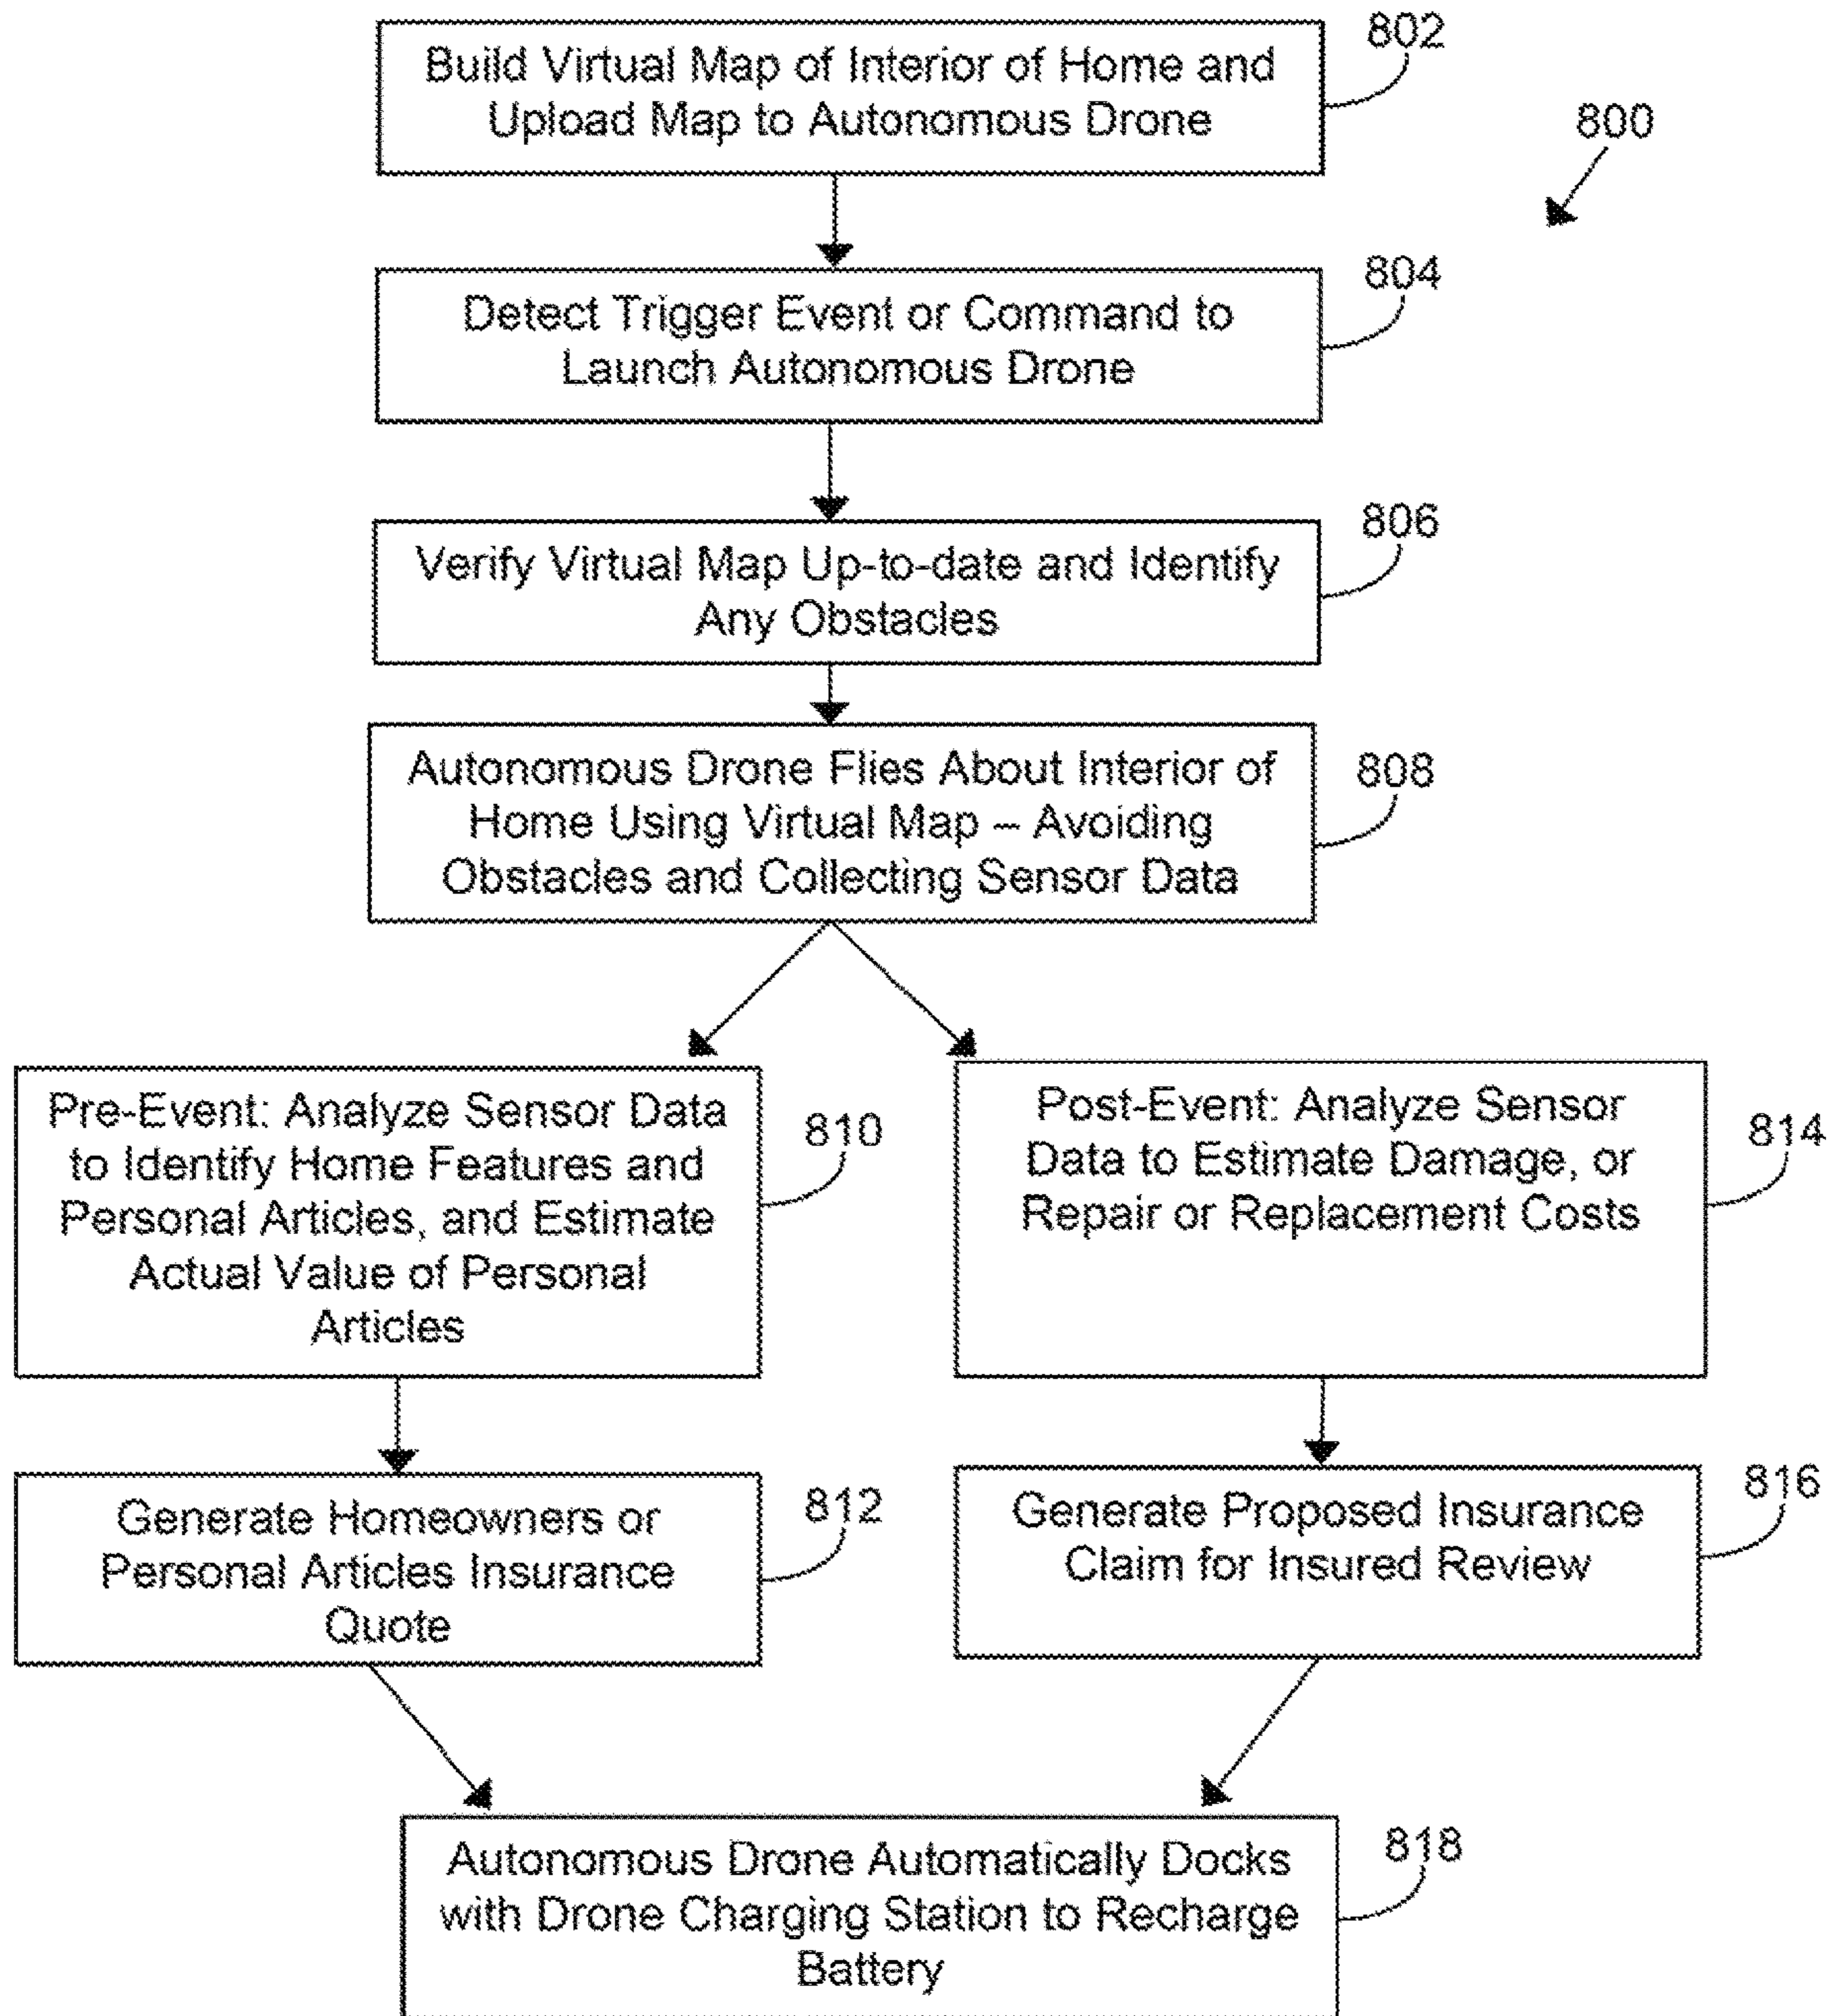 Build Virtual Map of Interior of Home and
Upload Map to Autonomous Drone
802
800
Detect Trigger Event or Command to
Launch Autonomous Drone
804
Verify Virtual Map Up-to-date and Identify
Any Obstacles
806
Autonomous Drone Flies About Interior of
Home Using Virtual Map – Avoiding
Obstacles and Collecting Sensor Data
808
Pre-Event: Analyze Sensor Data
to Identify Home Features and
Personal Articles, and Estimate
Actual Value of Personal
Articles
810
Post-Event: Analyze Sensor
Data to Estimate Damage, or
Repair or Replacement Costs
814
Generate Homeowners or
Personal Articles Insurance
Quote
812
Generate Proposed Insurance
Claim for Insured Review
816
Autonomous Drone Automatically Docks
with Drone Charging Station to Recharge
Battery
818